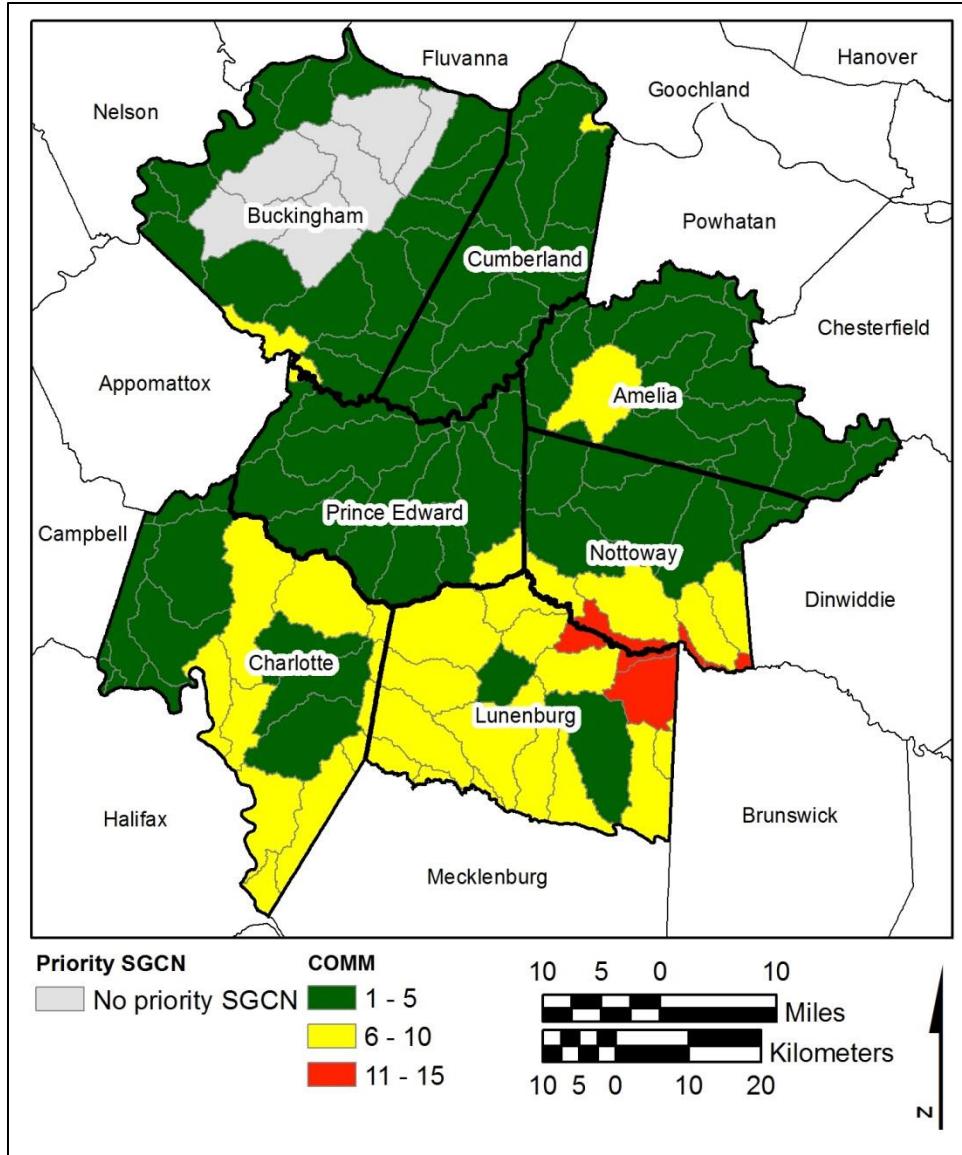 Fluvanna
Hanover
Goochland
Nelson
Buckingham
Powhatan
Cumberland
Chesterfield
Appomattox
Amelia
Prince Edward
Campbell
Nottoway
Dinwiddie
Charlotte
Lunenburg
Halifax
Brunswick
Mecklenburg
Priority SGCN
No priority SGCN
COMM
1 - 5
6 - 10
11 - 15
10 5 0 10
Miles
Kilometers
10 5 0 10 20
N